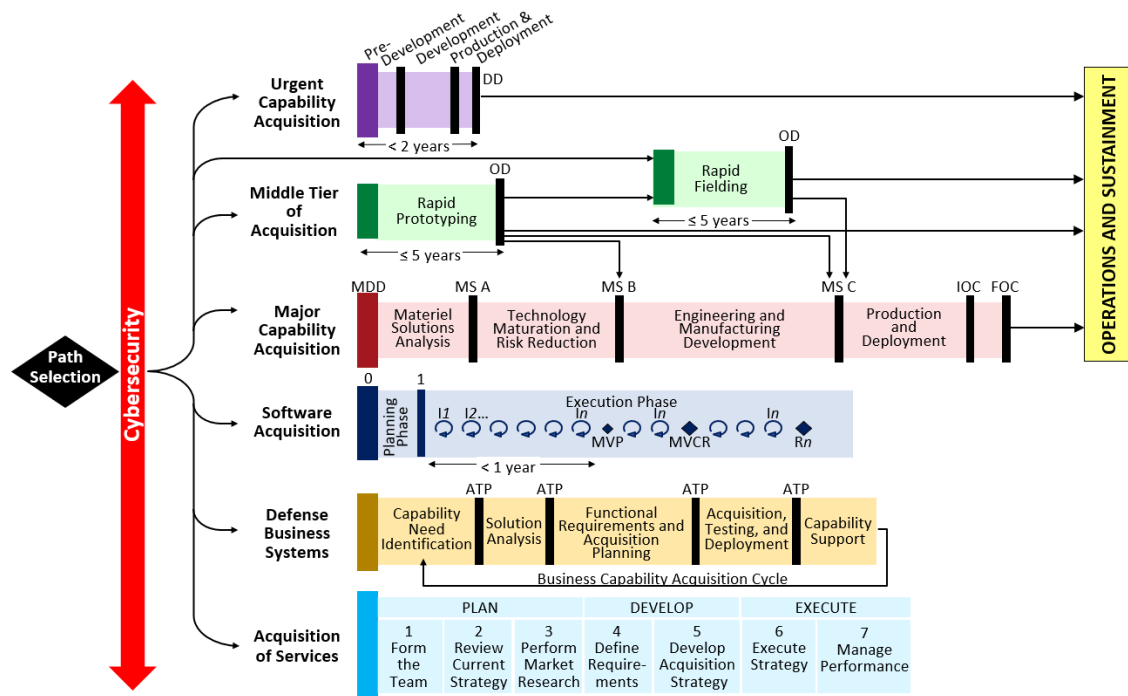 Path
Selection
Cybersecurity
Urgent
Capability
Acquisition
Pre-
Development
Development
Production &
Deployment
DD
< 2 years
Middle Tier
of
Acquisition
Rapid
Prototyping
OD
≤ 5 years
Rapid
Fielding
OD
≤ 5 years
Major
Capability
Acquisition
MDD
MS A
MS B
MS C
IOC
FOC
Materiel
Solutions
Analysis
Technology
Maturation and
Risk Reduction
Engineering and
Manufacturing
Development
Production
and
Deployment
OPERATIONS AND SUSTAINMENT
Software
Acquisition
0
1
Planning
Phase
Execution Phase
I1
I2...
In
In
In
MVP
MVCR
Rn
< 1 year
Defense
Business
Systems
ATP
ATP
ATP
ATP
Capability
Need
Identification
Solution
Analysis
Functional
Requirements and
Acquisition
Planning
Acquisition,
Testing, and
Deployment
Capability
Support
Business Capability Acquisition Cycle
Acquisition
of Services
PLAN
DEVELOP
EXECUTE
1
Form
the
Team
2
Review
Current
Strategy
3
Perform
Market
Research
4
Define
Require-
ments
5
Develop
Acquisition
Strategy
6
Execute
Strategy
7
Manage
Performance